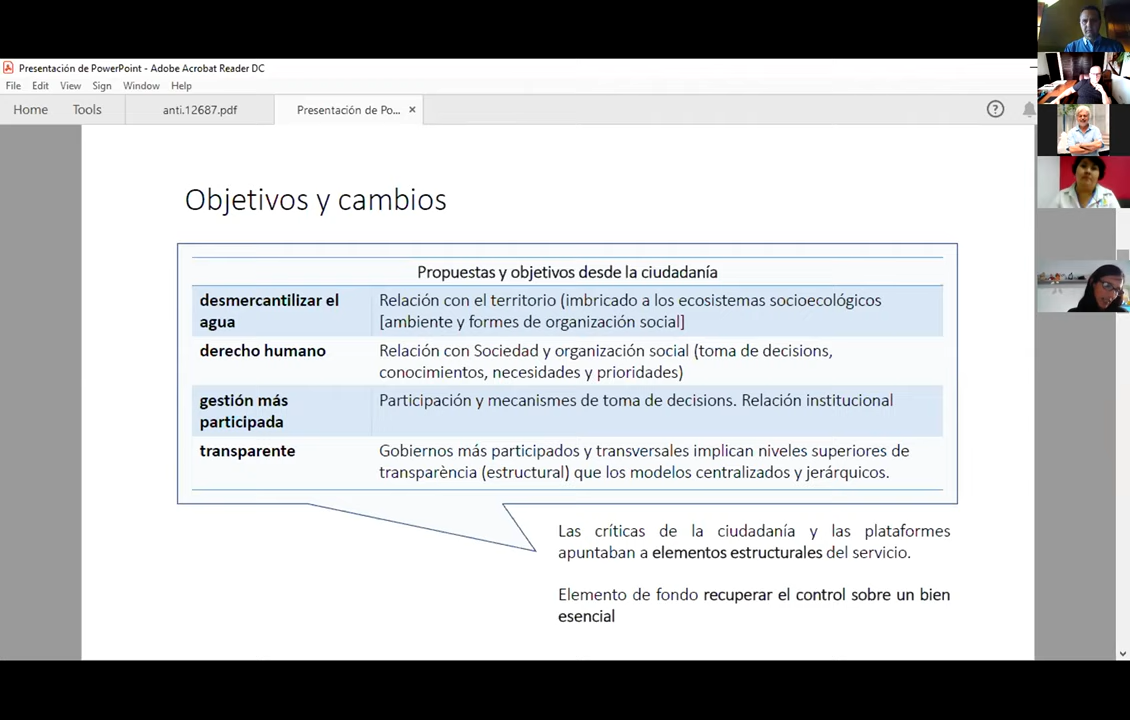 Presentación de PowerPoint - Adobe Acrobat Reader DC
File Edit View Sign Window Help
Home Tools anti.12687.pdf Presentación de Po... ×
Objetivos y cambios
Propuestas y objetivos desde la ciudadanía
desmercantilizar el
agua
Relación con el territorio (imbricado a los ecosistemas socioecológicos
[ambiente y formes de organización social]
derecho humano
Relación con Sociedad y organización social (toma de decisions,
conocimientos, necesidades y prioridades)
gestión más
participada
Participación y mecanismes de toma de decisions. Relación institucional
transparente
Gobiernos más participados y transversales implican niveles superiores de
transparència (estructural) que los modelos centralizados y jerárquicos.
Las críticas de la ciudadanía y las plataformes
apuntaban a elementos estructurales del servicio.
Elemento de fondo recuperar el control sobre un bien
esencial